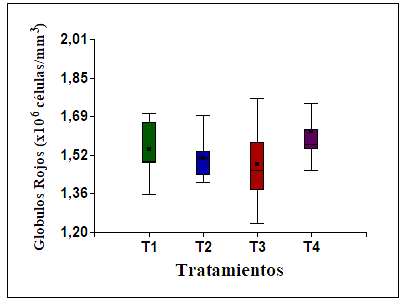 Globulos Rojos (x10⁶ células/mm³)
2,01
1,85
1,69
1,52
1,36
1,20
T1 T2 T3 T4
Tratamientos